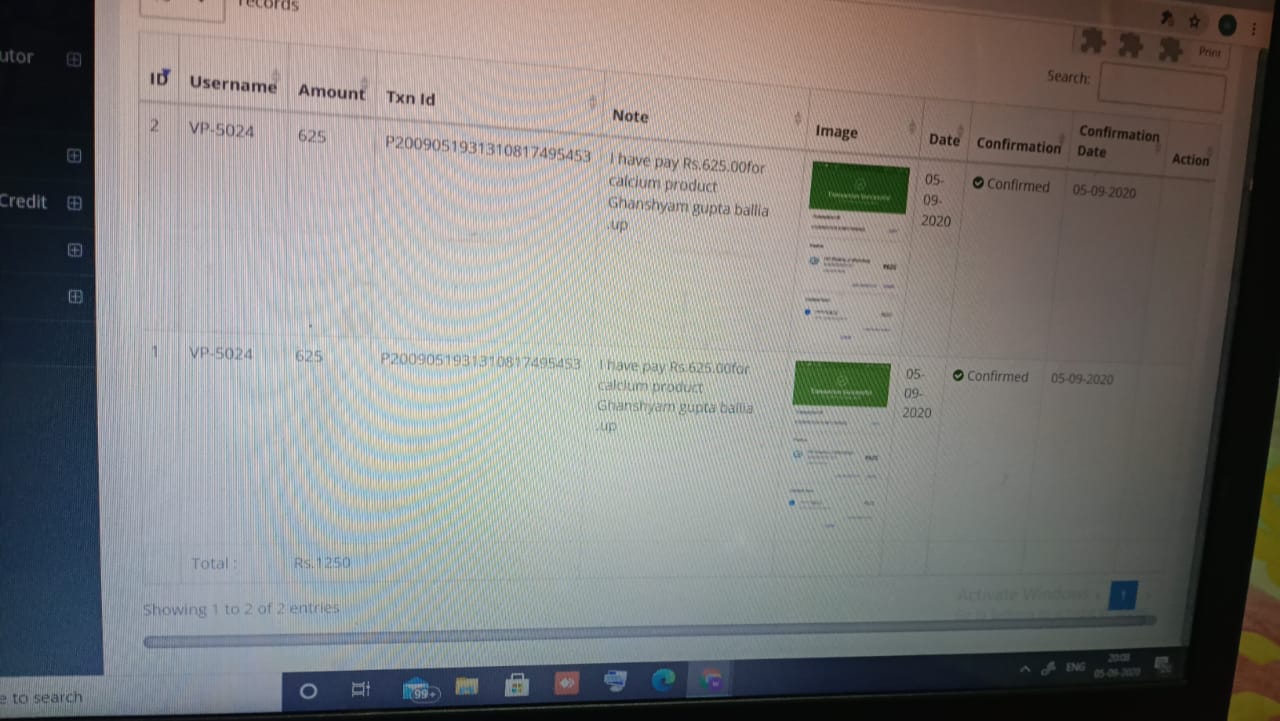 records
utor
Print
Search:
ID Username Amount Txn Id Note Image Date Confirmation Confirmation Date Action
2 VP-5024 625 P2009051931310817495453 I have pay Rs.625.00for
calcium product
Ghanshyam gupta ballia
.up
Transaction Successful
05-
09-
2020
Confirmed 05-09-2020
Credit
1 VP-5024 625 P2009051931310817495453 I have pay Rs.625.00for
calcium product
Ghanshyam gupta ballia
.up
Transaction Successful
05-
09-
2020
Confirmed 05-09-2020
Total : Rs.1250
Showing 1 to 2 of 2 entries
Activate Windows
1
e to search
99+
ENG
20:08
05-09-2020